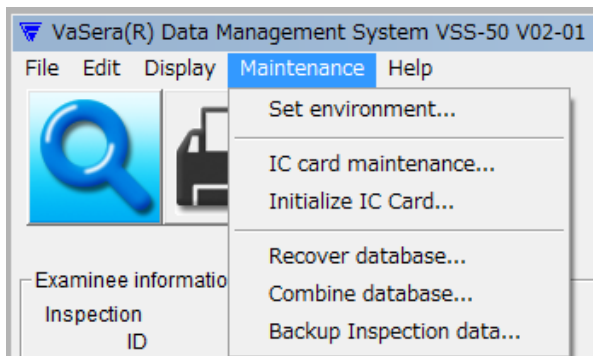 VaSera(R) Data Management System VSS-50 V02-01
File Edit Display Maintenance Help
Set environment...
IC card maintenance...
Initialize IC Card...
Recover database...
Combine database...
Backup Inspection data...
Examinee informatio
Inspection
ID